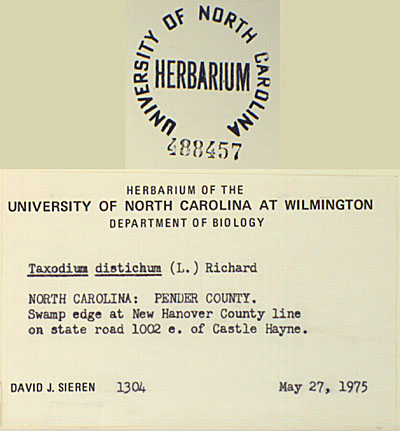 UNIVERSITY OF NORTH CAROLINA
HERBARIUM
488457
HERBARIUM OF THE
UNIVERSITY OF NORTH CAROLINA AT WILMINGTON
DEPARTMENT OF BIOLOGY
Taxodium distichum (L.) Richard
NORTH CAROLINA: PENDER COUNTY.
Swamp edge at New Hanover County line
on state road 1002 e. of Castle Hayne.
DAVID J. SIEREN 1304 May 27, 1975